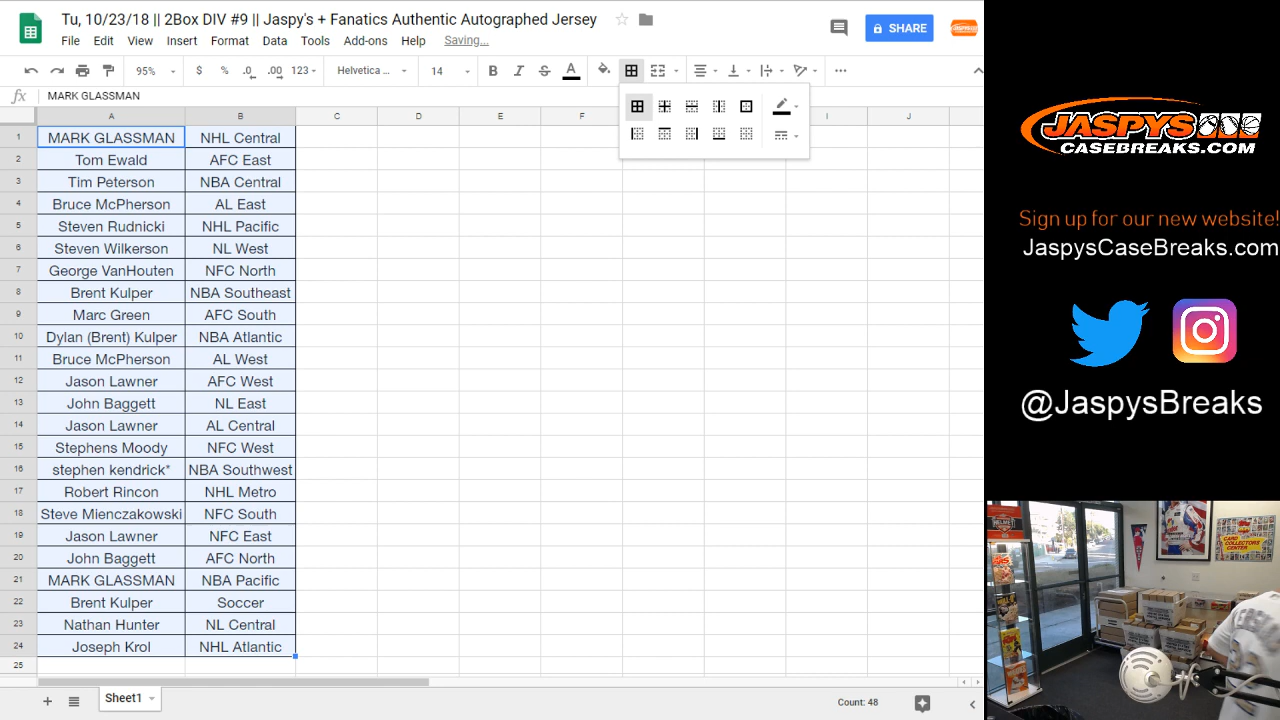 Tu, 10/23/18 || 2Box DIV #9 || Jaspy's + Fanatics Authentic Autographed Jersey
SHARE
File Edit View Insert Format Data Tools Add-ons Help Saving...
95% $ % .0 .00 123 Helvetica ... 14 B I S A
fx MARK GLASSMAN
A B C D E F I J
1 MARK GLASSMAN NHL Central
2 Tom Ewald AFC East
3 Tim Peterson NBA Central
4 Bruce McPherson AL East
5 Steven Rudnicki NHL Pacific
6 Steven Wilkerson NL West
7 George VanHouten NFC North
8 Brent Kulper NBA Southeast
9 Marc Green AFC South
10 Dylan (Brent) Kulper NBA Atlantic
11 Bruce McPherson AL West
12 Jason Lawner AFC West
13 John Baggett NL East
14 Jason Lawner AL Central
15 Stephens Moody NFC West
16 stephen kendrick* NBA Southwest
17 Robert Rincon NHL Metro
18 Steve Mienczakowski NFC South
19 Jason Lawner NFC East
20 John Baggett AFC North
21 MARK GLASSMAN NBA Pacific
22 Brent Kulper Soccer
23 Nathan Hunter NL Central
24 Joseph Krol NHL Atlantic
25
Sheet1
Count: 48
JASPYS
CASEBREAKS.COM
Sign up for our new website!
JaspysCaseBreaks.com
@JaspysBreaks
CARD
COLLECTORS
CENTER